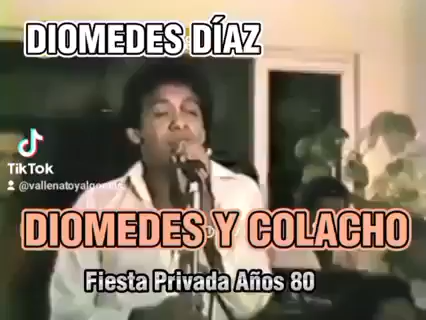 DIOMEDES DÍAZ
TikTok
DIOMEDES Y COLACHO
Fiesta Privada Años 80